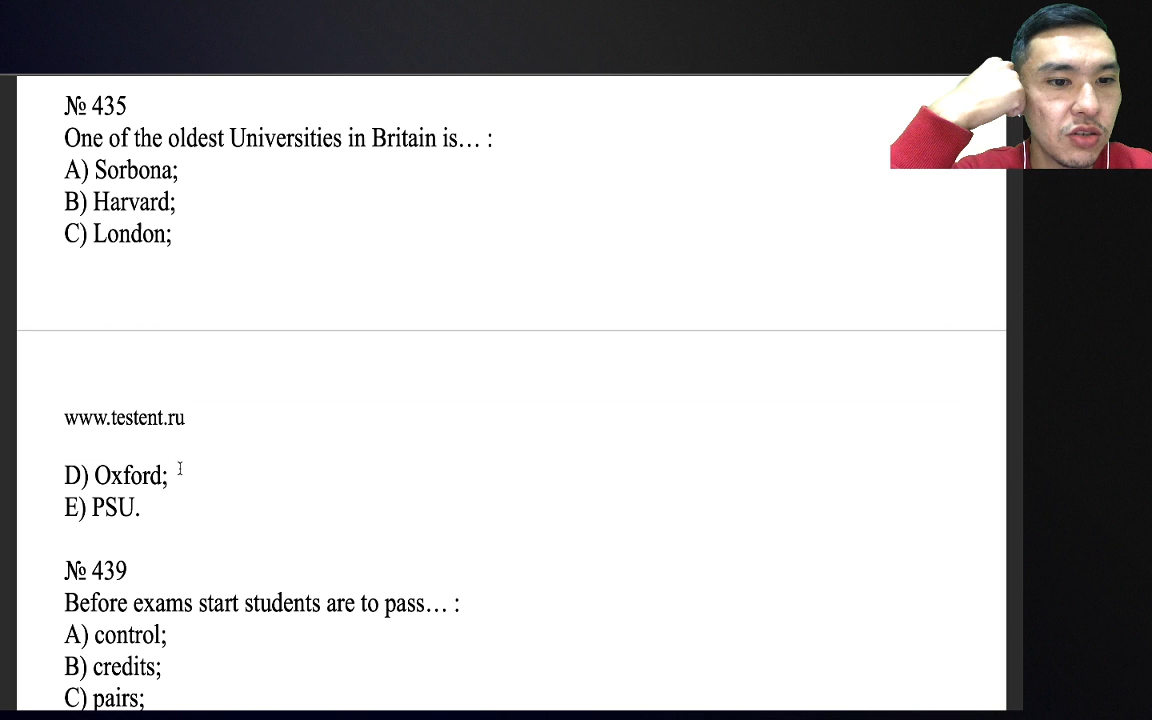 № 435
One of the oldest Universities in Britain is… :
A) Sorbona;
B) Harvard;
C) London;
www.testent.ru
D) Oxford;
E) PSU.
№ 439
Before exams start students are to pass… :
A) control;
B) credits;
C) pairs;